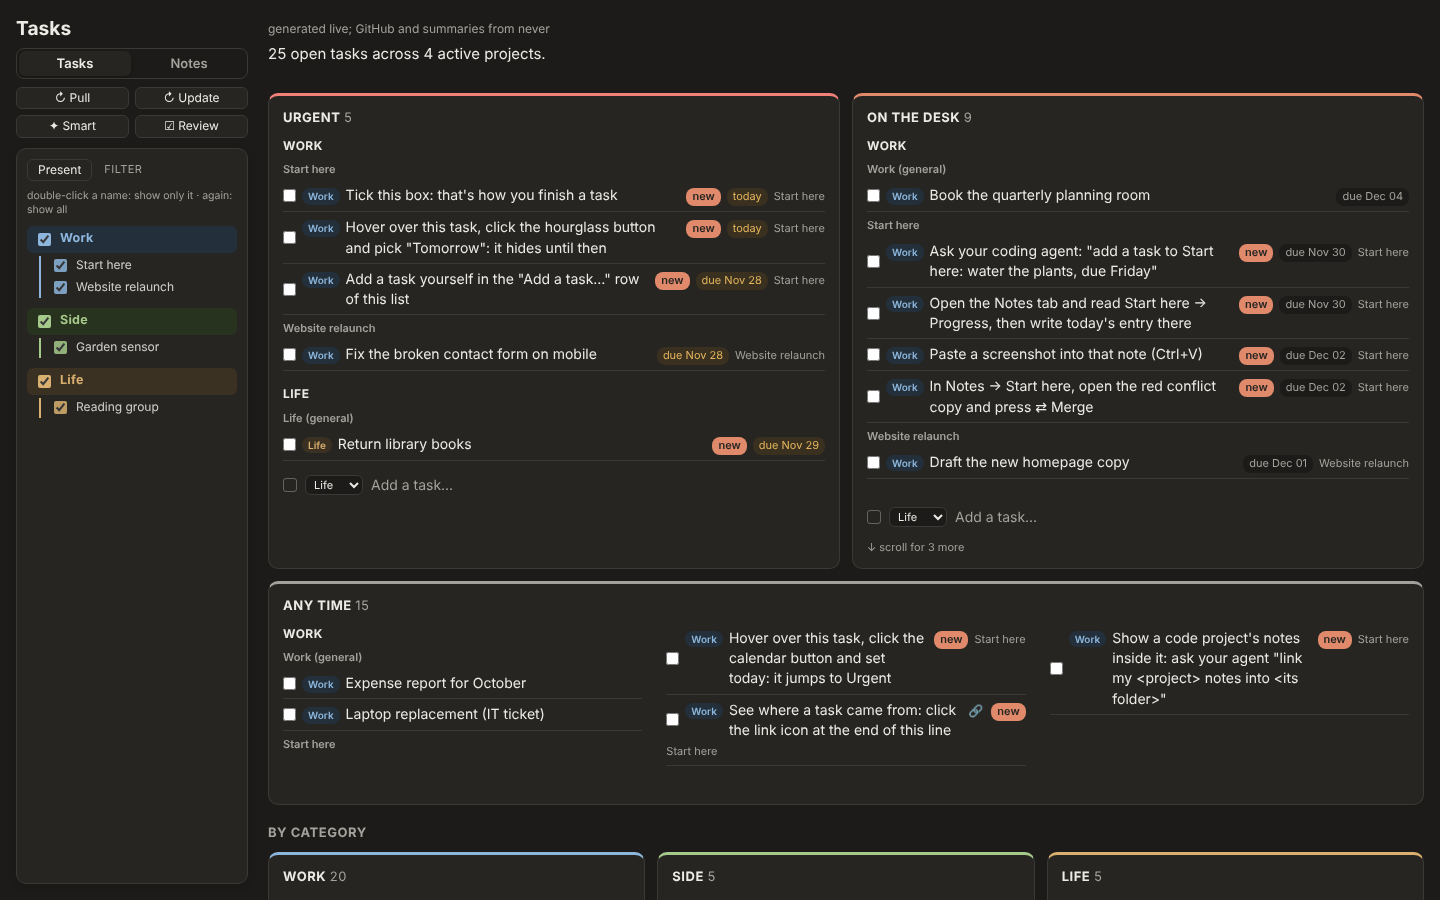 Tasks
Tasks Notes
↻ Pull ↻ Update
✦ Smart ☑ Review
Present FILTER
double-click a name: show only it · again:
show all
Work
Start here
Website relaunch
Side
Garden sensor
Life
Reading group
generated live; GitHub and summaries from never
25 open tasks across 4 active projects.
URGENT 5
WORK
Start here
Work Tick this box: that's how you finish a task new today Start here
Work Hover over this task, click the hourglass button new today Start here
and pick "Tomorrow": it hides until then
Work Add a task yourself in the "Add a task..." row new due Nov 28 Start here
of this list
Website relaunch
Work Fix the broken contact form on mobile due Nov 28 Website relaunch
LIFE
Life (general)
Life Return library books new due Nov 29
Life Add a task...
ON THE DESK 9
WORK
Work (general)
Work Book the quarterly planning room due Dec 04
Start here
Work Ask your coding agent: "add a task to Start new due Nov 30 Start here
here: water the plants, due Friday"
Work Open the Notes tab and read Start here → new due Nov 30 Start here
Progress, then write today's entry there
Work Paste a screenshot into that note (Ctrl+V) new due Dec 02 Start here
Work In Notes → Start here, open the red conflict new due Dec 02 Start here
copy and press ⇄ Merge
Website relaunch
Work Draft the new homepage copy due Dec 01 Website relaunch
Life Add a task...
↓ scroll for 3 more
ANY TIME 15
WORK
Work (general)
Work Expense report for October
Work Laptop replacement (IT ticket)
Start here
Work Hover over this task, click the new Start here
calendar button and set
today: it jumps to Urgent
Work See where a task came from: click 🔗 new
the link icon at the end of this line
Start here
Work Show a code project's notes new Start here
inside it: ask your agent "link
my <project> notes into <its
folder>"
BY CATEGORY
WORK 20
SIDE 5
LIFE 5